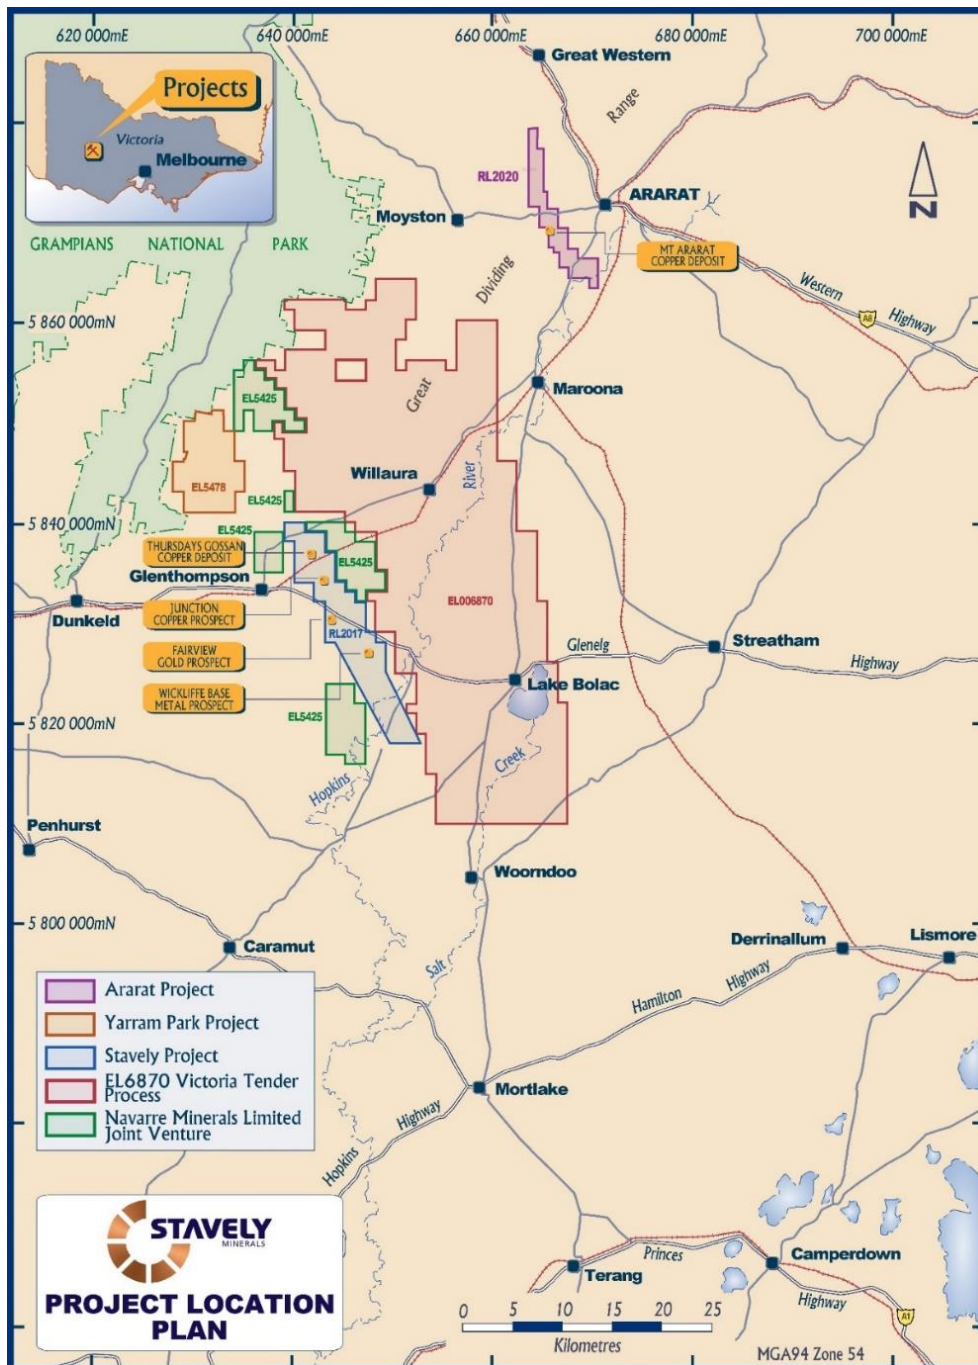 620 000mE
640 000mE
660 000mE
680 000mE
700 000mE
Projects
Victoria
Melbourne
Great Western
Range
RL2020
ARARAT
Moyston
N
GRAMPIANS NATIONAL PARK
MT ARARAT
COPPER DEPOSIT
Dividing
Western
Highway
A8
5 860 000mN
Great
Maroona
EL5425
Willaura
River
EL5478
EL5425
5 840 000mN
EL5425
THURSDAYS GOSSAN
COPPER DEPOSIT
EL5425
Glenthompson
Dunkeld
JUNCTION
COPPER PROSPECT
EL006870
RL2017
FAIRVIEW
GOLD PROSPECT
Glenelg
Streatham
Highway
WICKLIFFE BASE
METAL PROSPECT
Lake Bolac
EL5425
5 820 000mN
Creek
Hopkins
Penhurst
Woorndoo
5 800 000mN
Caramut
Salt
Derrinallum
Lismore
Highway
Hamilton
Ararat Project
Yarram Park Project
Stavely Project
EL6870 Victoria Tender
Process
Navarre Minerals Limited
Joint Venture
Mortlake
Highway
Hopkins
STAVELY
MINERALS
PROJECT LOCATION
PLAN
Princes
Camperdown
Terang
Highway
A1
0 5 10 15 20 25
Kilometres
MGA94 Zone 54